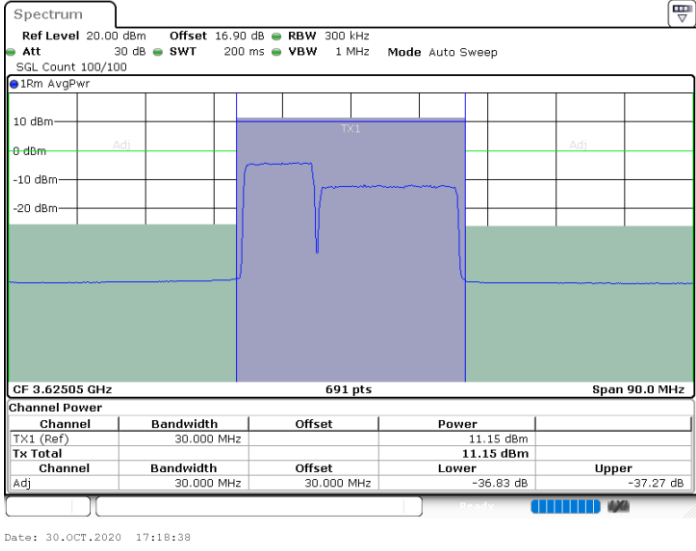 Spectrum
Ref Level 20.00 dBm Offset 16.90 dB RBW 300 kHz
Att 30 dB SWT 200 ms VBW 1 MHz Mode Auto Sweep
SGL Count 100/100
1Rm AvgPwr
10 dBm
TX1
Adj
Adj
0 dBm
-10 dBm
-20 dBm
CF 3.62505 GHz 691 pts Span 90.0 MHz
Channel Power
Channel Bandwidth Offset Power
TX1 (Ref) 30.000 MHz 11.15 dBm
Tx Total 11.15 dBm
Channel Bandwidth Offset Lower Upper
Adj 30.000 MHz 30.000 MHz -36.83 dB -37.27 dB
Ready
Date: 30.OCT.2020 17:18:38